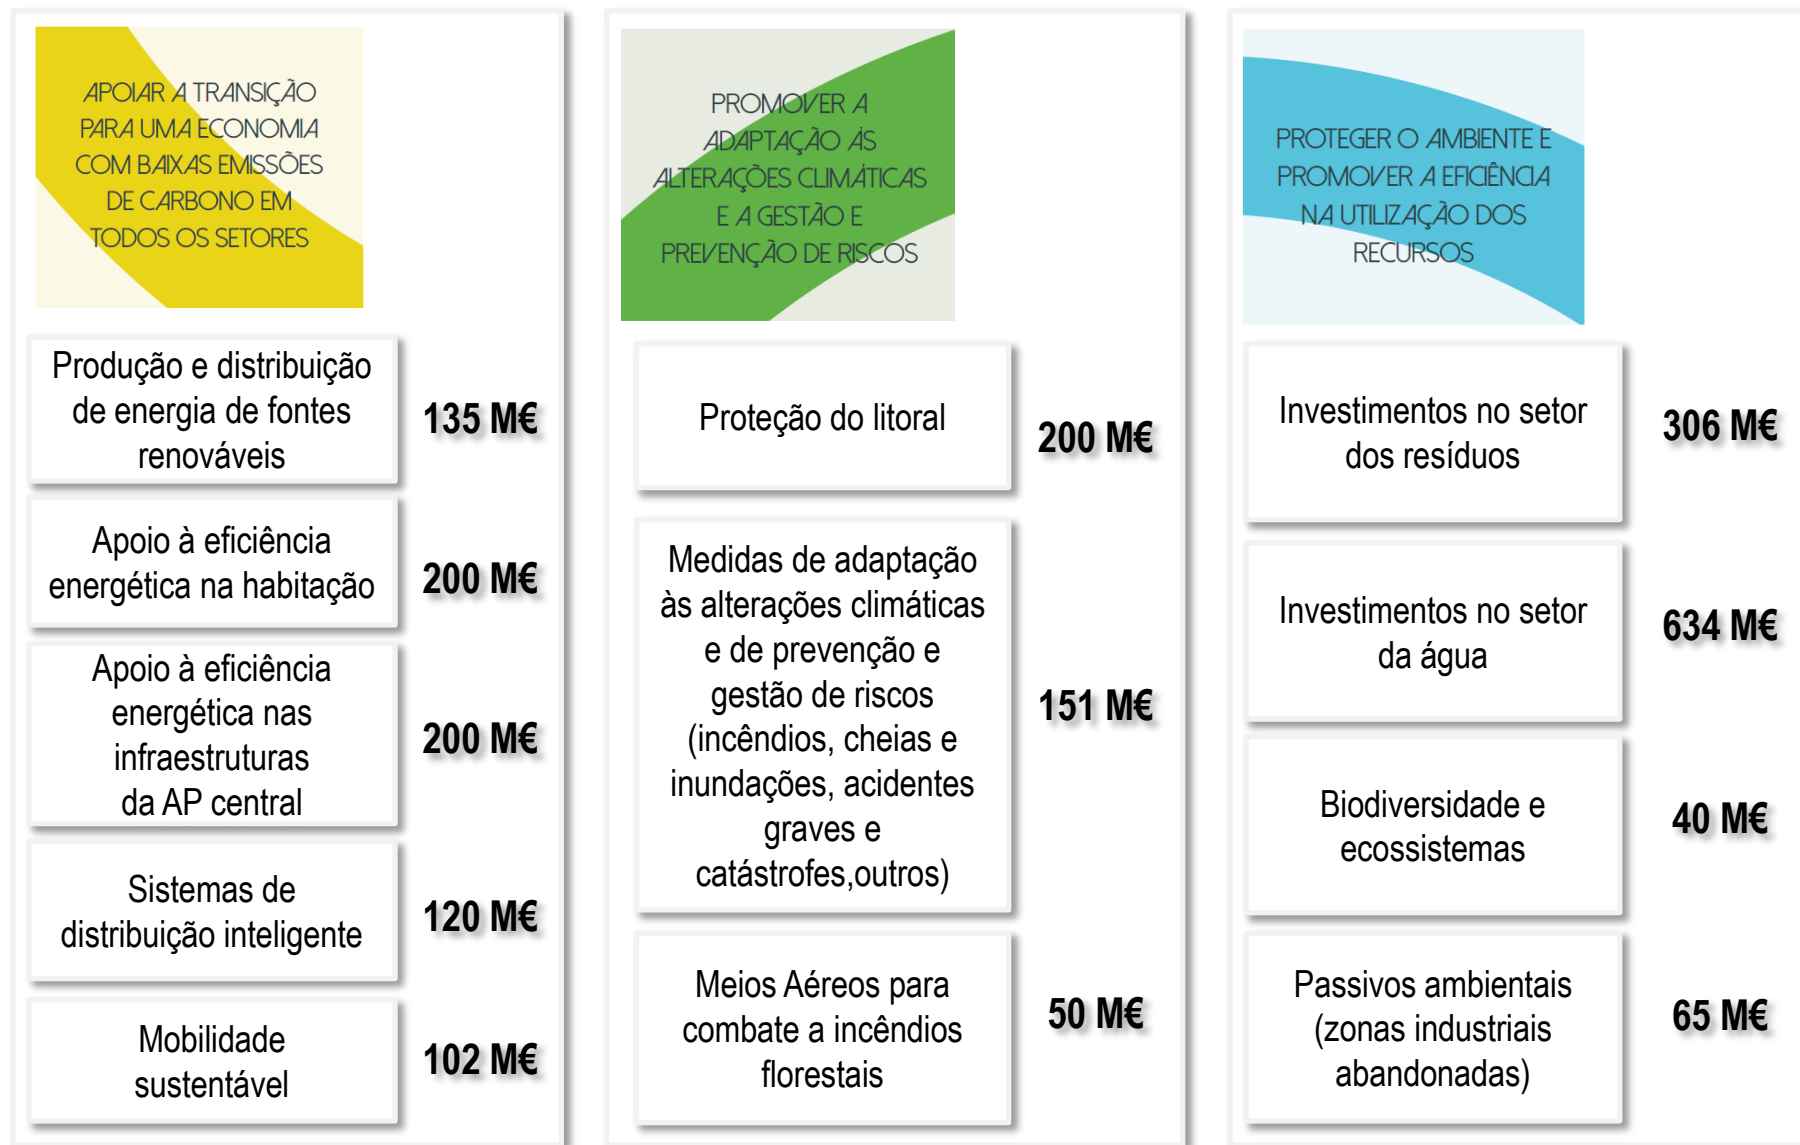 APOIAR A TRANSIÇÃO
PARA UMA ECONOMIA
COM BAIXAS EMISSÕES
DE CARBONO EM
TODOS OS SETORES
Produção e distribuição
de energia de fontes
renováveis
135 M€
Apoio à eficiência
energética na habitação
200 M€
Apoio à eficiência
energética nas
infraestruturas
da AP central
200 M€
Sistemas de
distribuição inteligente
120 M€
Mobilidade
sustentável
102 M€
PROMOVER A
ADAPTAÇÃO ÀS
ALTERAÇÕES CLIMÁTICAS
E A GESTÃO E
PREVENÇÃO DE RISCOS
Proteção do litoral
200 M€
Medidas de adaptação
às alterações climáticas
e de prevenção e
gestão de riscos
(incêndios, cheias e
inundações, acidentes
graves e
catástrofes,outros)
151 M€
Meios Aéreos para
combate a incêndios
florestais
50 M€
PROTEGER O AMBIENTE E
PROMOVER A EFICIÊNCIA
NA UTILIZAÇÃO DOS
RECURSOS
Investimentos no setor
dos resíduos
306 M€
Investimentos no setor
da água
634 M€
Biodiversidade e
ecossistemas
40 M€
Passivos ambientais
(zonas industriais
abandonadas)
65 M€